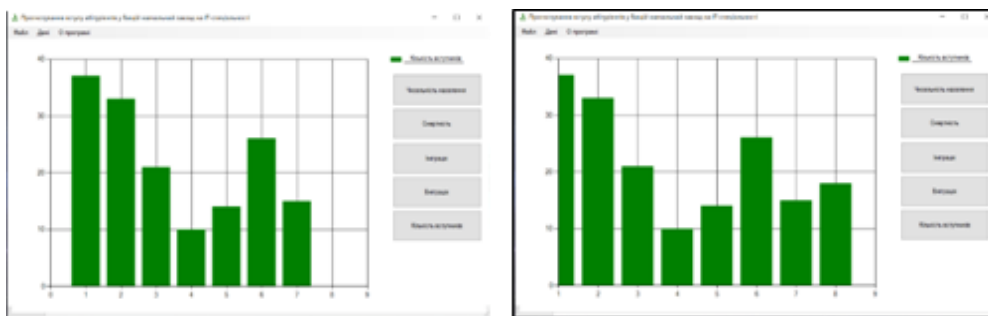 Прогнозування вступу абітурієнтів у вищий навчальний заклад на ІТ спеціальності
Файл Дані О програмі
40
30
20
10
0
0 1 2 3 4 5 6 7 8 9
Кількість вступників
Чисельність населення
Смертність
Імміграція
Еміграція
Кількість вступників
Прогнозування вступу абітурієнтів у вищий навчальний заклад на ІТ спеціальності
Файл Дані О програмі
40
30
20
10
0
1 2 3 4 5 6 7 8 9
Кількість вступників
Чисельність населення
Смертність
Еміграція
Кількість вступників